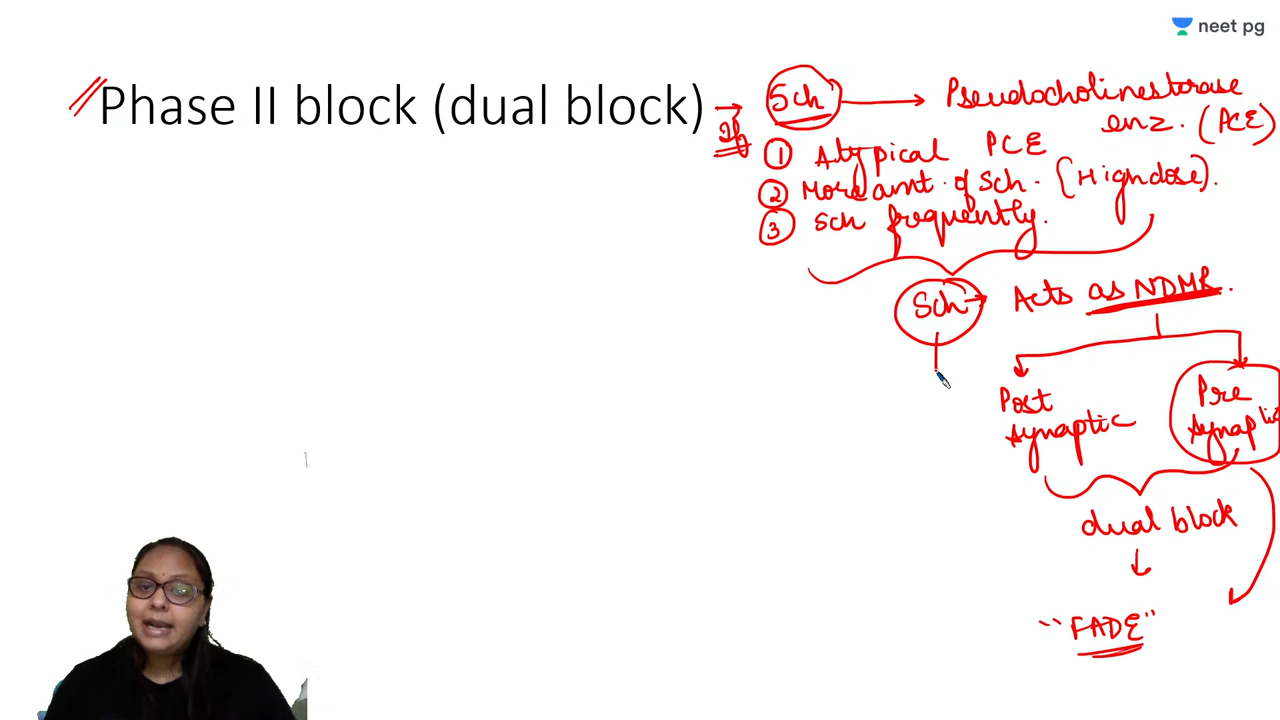 neet pg
Phase II block (dual block)
Sch → Pseudocholinesterase
enz. (PCE)
If
① Atypical PCE
② More amt. of Sch. (High dose).
③ Sch frequently.
Sch → Acts as NDMR.
Post
synaptic
Pre
synaptic
dual block
↓
"FADE"